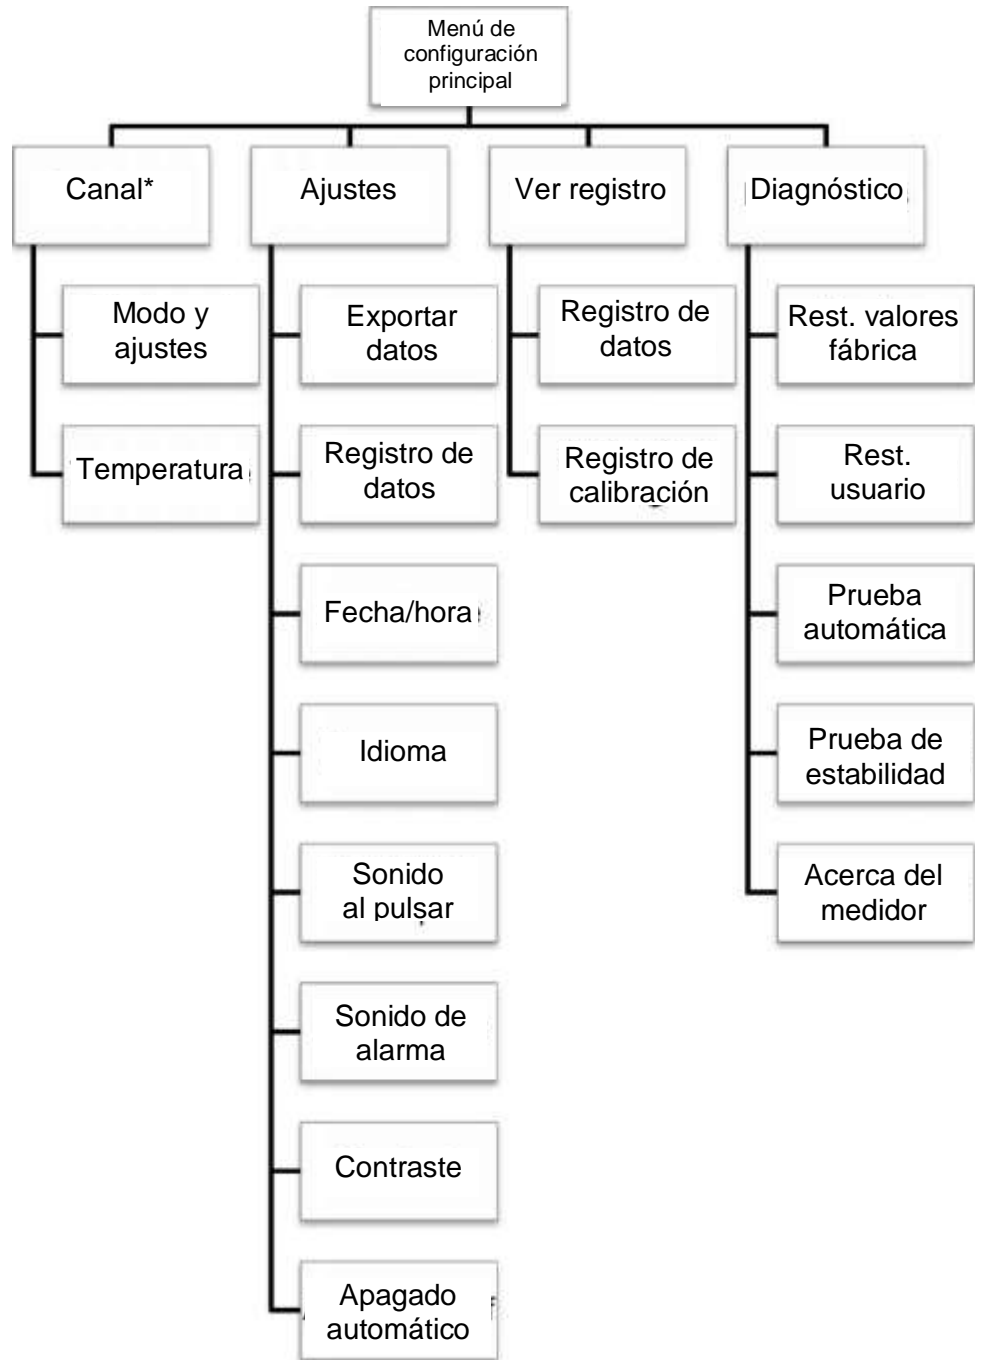 Menú de
configuración
principal
Canal*
Ajustes
Ver registro
Diagnóstico
Modo y
ajustes
Temperatura
Exportar
datos
Registro de
datos
Fecha/hora
Idioma
Sonido
al pulsar
Sonido de
alarma
Contraste
Apagado
automático
Registro de
datos
Registro de
calibración
Rest. valores
fábrica
Rest.
usuario
Prueba
automática
Prueba de
estabilidad
Acerca del
medidor